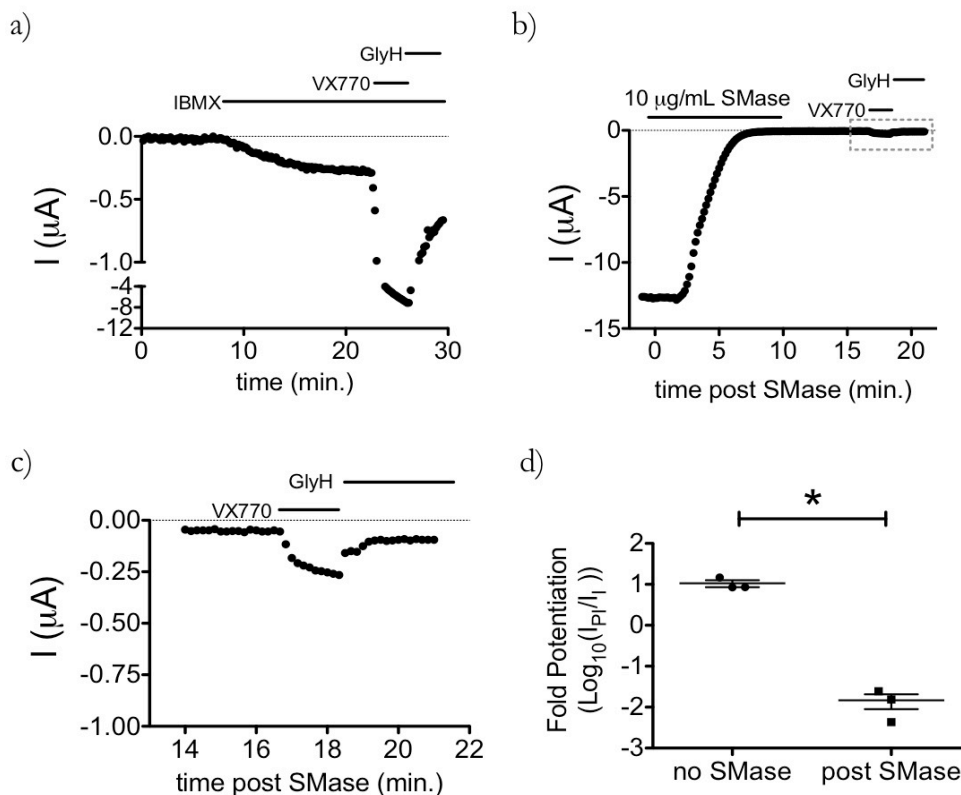 a)
GlyH
VX770
IBMX
0.0
-0.5
-1.0
-4
-8
-12
I (μA)
0 10 20 30
time (min.)
b)
GlyH
10 μg/mL SMase
VX770
0
-5
-10
-15
I (μA)
0 5 10 15 20
time post SMase (min.)
c)
GlyH
VX770
0.00
-0.25
-0.50
-0.75
-1.00
I (μA)
14 16 18 20 22
time post SMase (min.)
d)
*
2
1
0
-1
-2
-3
Fold Potentiation
(Log10(IPI/II ))
no SMase post SMase